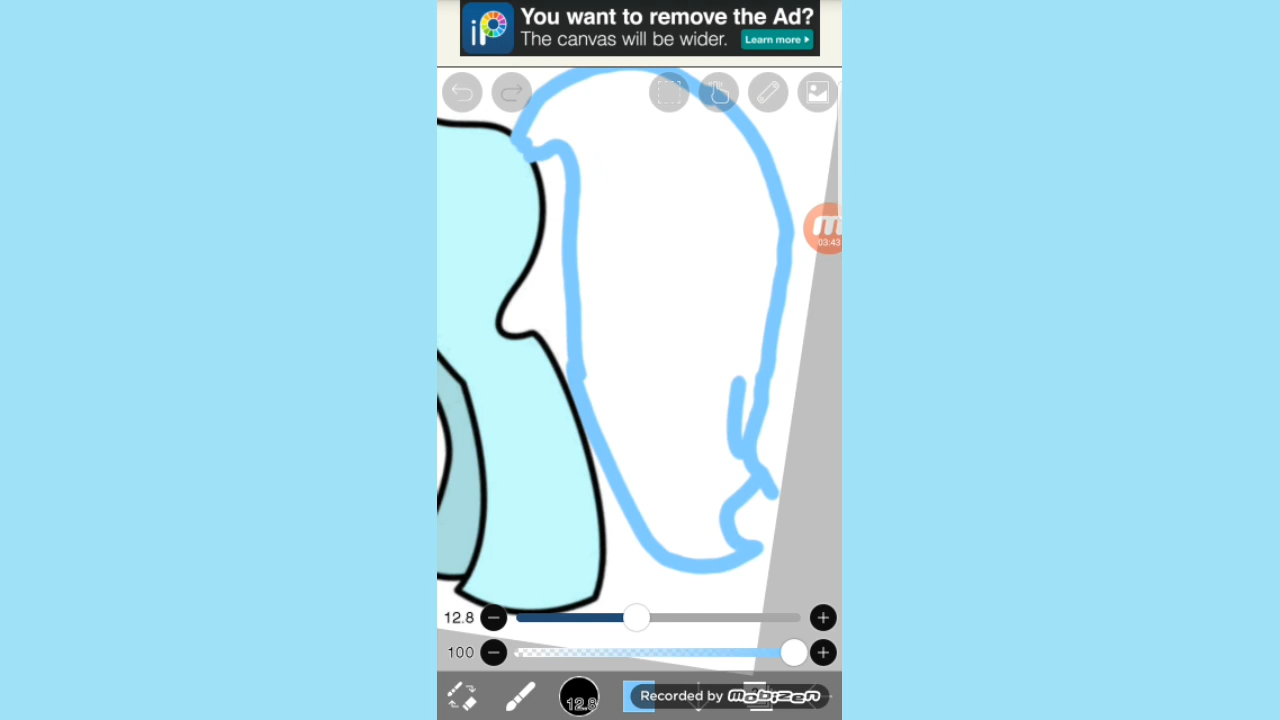 iP
You want to remove the Ad?
The canvas will be wider.
Learn more
03:43
12.8
100
12.8
Recorded by mobizen